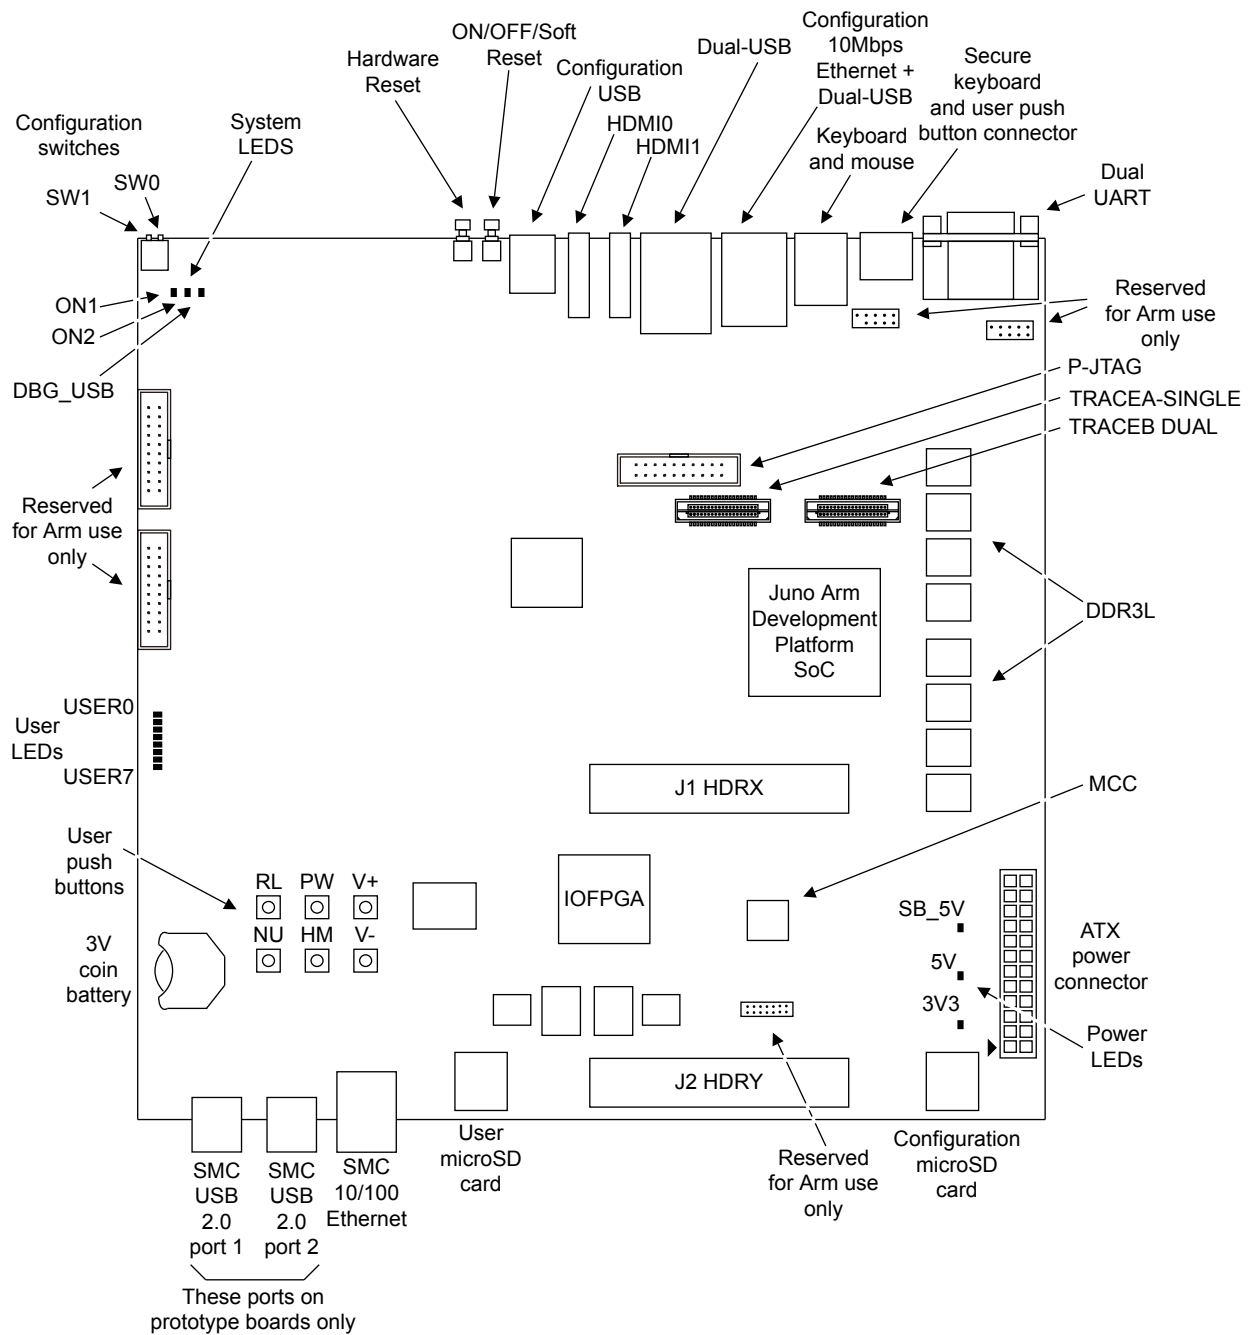 ON/OFF/Soft
Reset
Hardware
Reset
Configuration
USB
HDMI0
HDMI1
Dual-USB
Configuration
10Mbps
Ethernet +
Dual-USB
Keyboard
and mouse
Secure
keyboard
and user push
button connector
Dual
UART
Configuration
switches
SW1
SW0
System
LEDS
ON1
ON2
DBG_USB
Reserved
for Arm use
only
P-JTAG
TRACEA-SINGLE
TRACEB DUAL
Reserved
for Arm use
only
Juno Arm
Development
Platform
SoC
DDR3L
USER0
User
LEDs
USER7
J1 HDRX
MCC
User
push
buttons
RL
PW
V+
NU
HM
V-
IOFPGA
SB_5V
5V
3V3
ATX
power
connector
3V
coin
battery
Power
LEDs
J2 HDRY
SMC
USB
2.0
port 1
SMC
USB
2.0
port 2
SMC
10/100
Ethernet
User
microSD
card
Reserved
for Arm use
only
Configuration
microSD
card
These ports on
prototype boards only